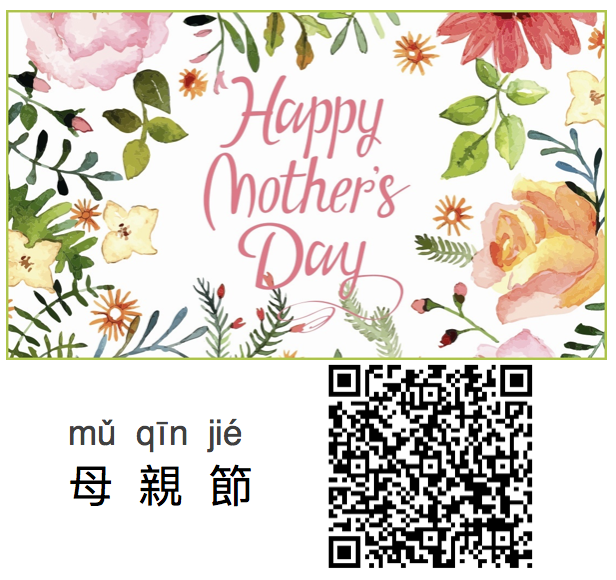 Happy
Mother's
Day
mǔ qīn jié
母 親 節